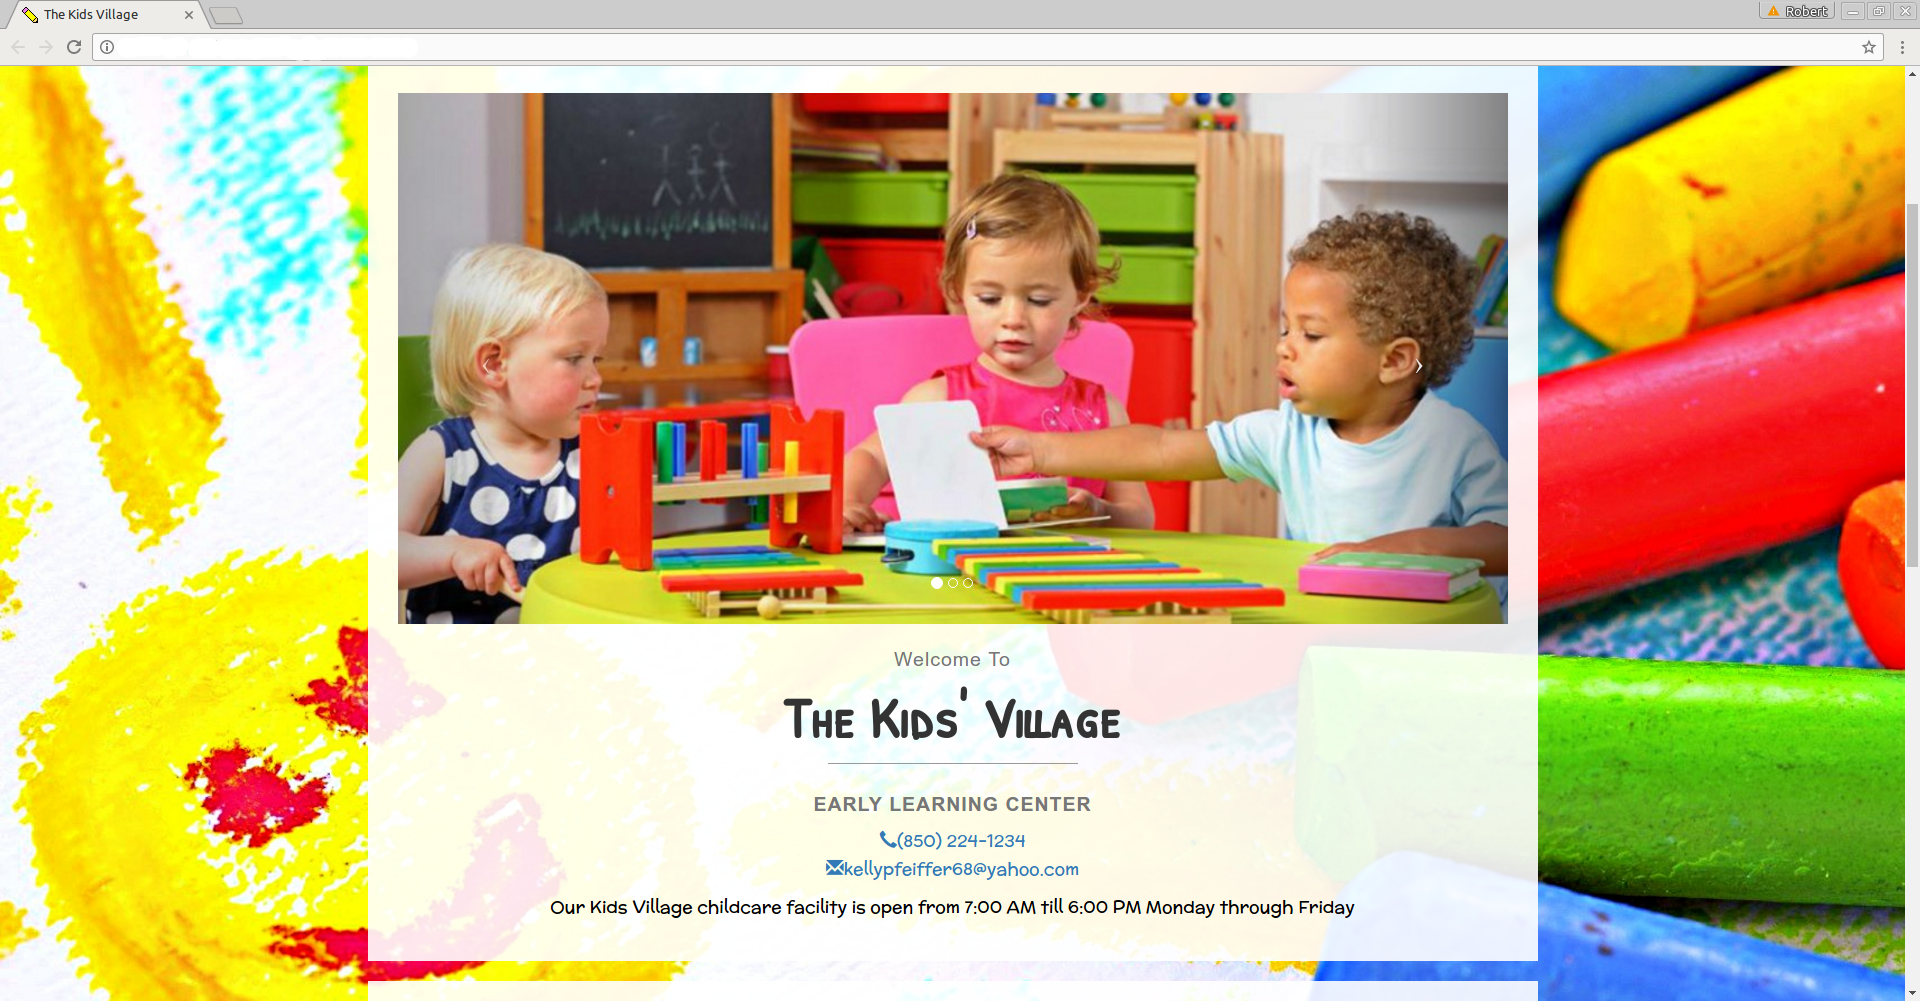 The Kids Village
Robert
Welcome To
The Kids' Village
EARLY LEARNING CENTER
(850) 224-1234
kellypfeiffer68@yahoo.com
Our Kids Village childcare facility is open from 7:00 AM till 6:00 PM Monday through Friday